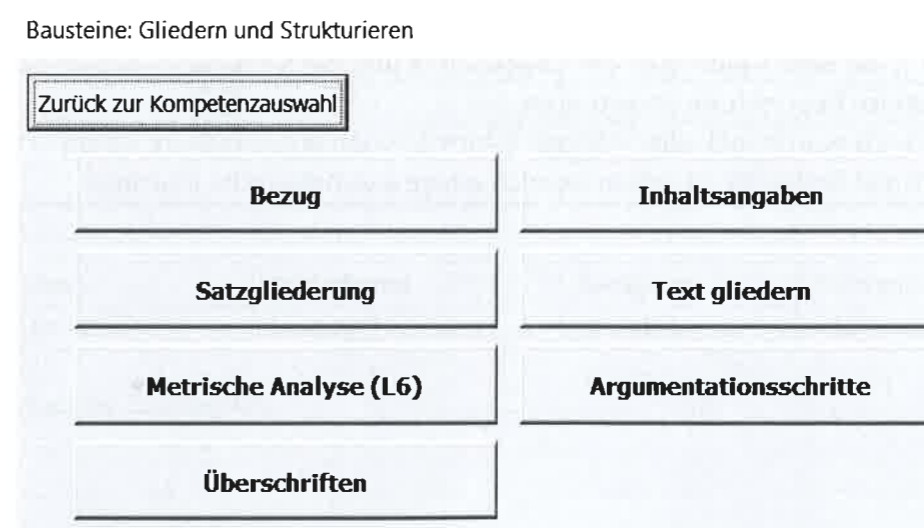 Bausteine: Gliedern und Strukturieren
Zurück zur Kompetenzauswahl
Bezug
Inhaltsangaben
Satzgliederung
Text gliedern
Metrische Analyse (L6)
Argumentationsschritte
Überschriften